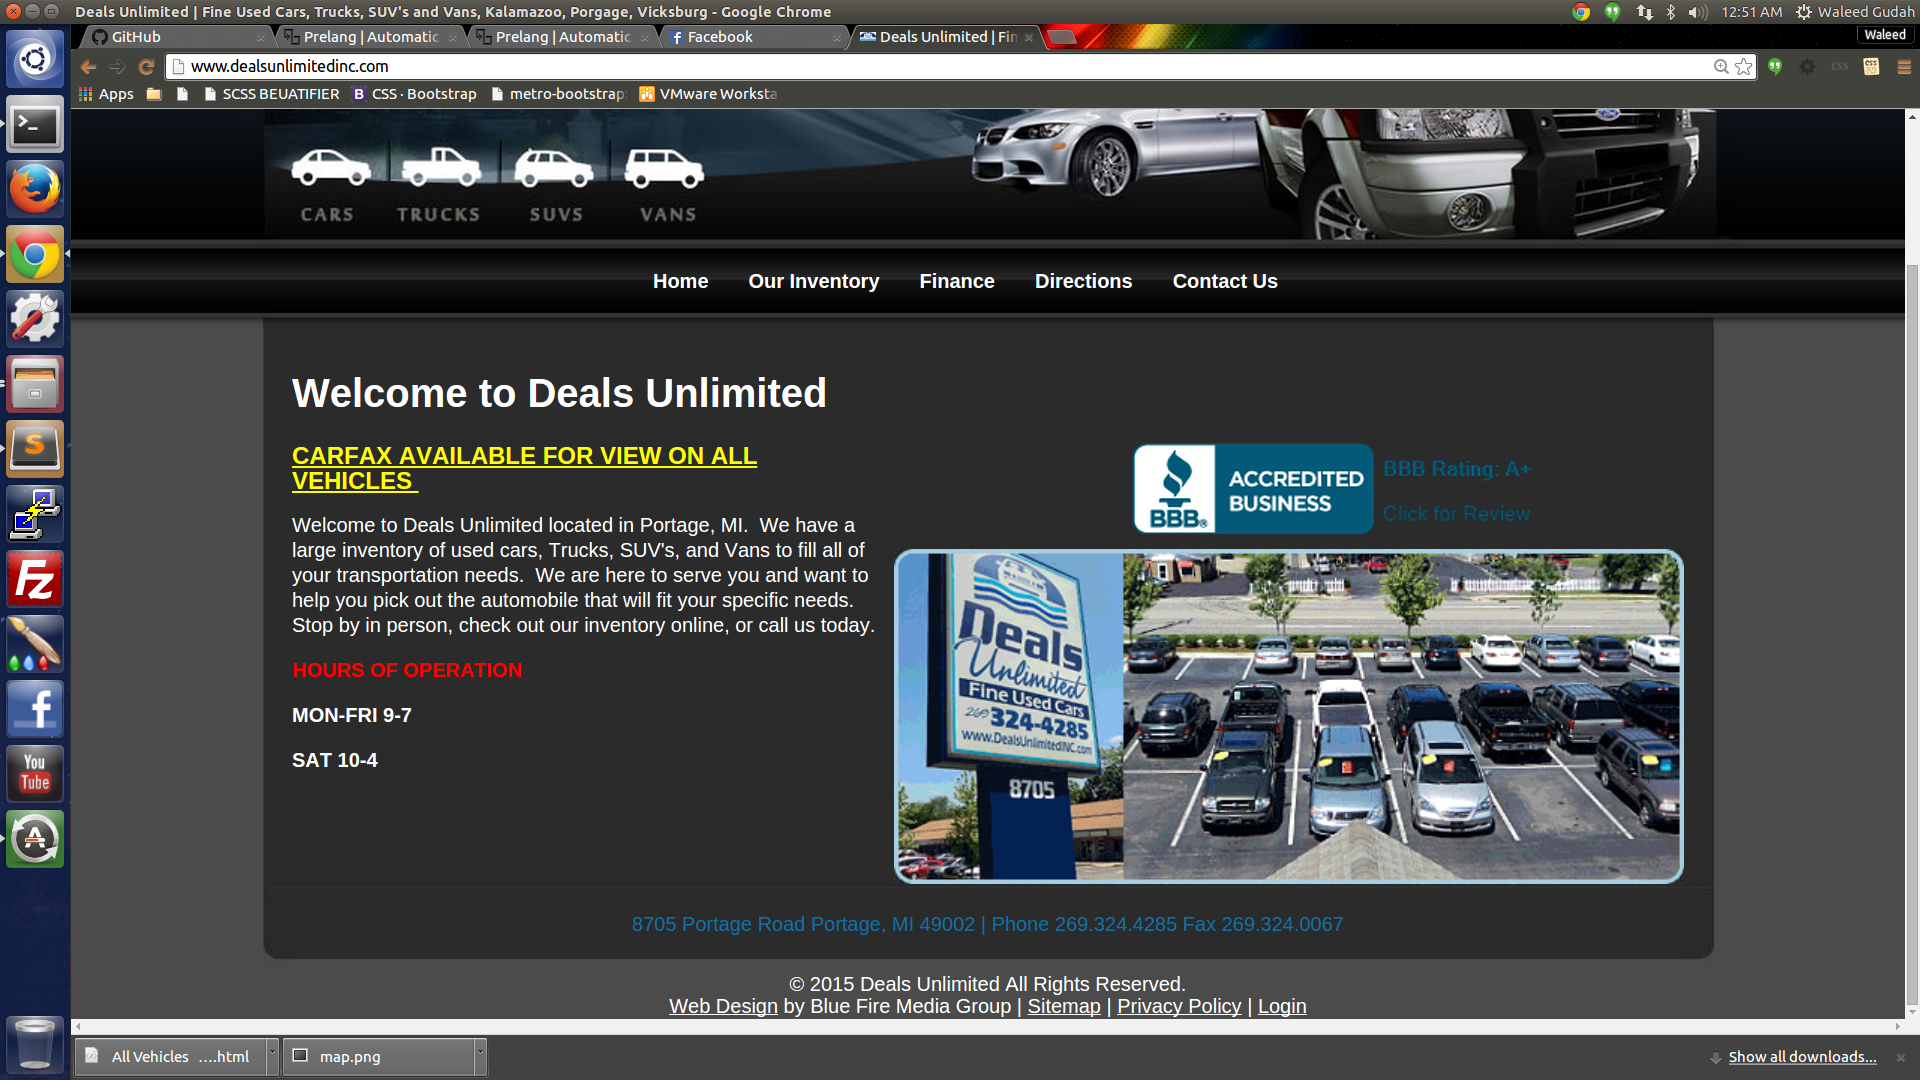 Deals Unlimited | Fine Used Cars, Trucks, SUV's and Vans, Kalamazoo, Porgage, Vicksburg - Google Chrome
12:51 AM Waleed Gudah
GitHub
Prelang | Automatic
Prelang | Automatic
Facebook
Deals Unlimited | Fin
Waleed
www.dealsunlimitedinc.com
Apps
SCSS BEUATIFIER
CSS · Bootstrap
metro-bootstrap
VMware Worksta
CARS TRUCKS SUVS VANS
Home Our Inventory Finance Directions Contact Us
Welcome to Deals Unlimited
CARFAX AVAILABLE FOR VIEW ON ALL
VEHICLES
Welcome to Deals Unlimited located in Portage, MI. We have a
large inventory of used cars, Trucks, SUV's, and Vans to fill all of
your transportation needs. We are here to serve you and want to
help you pick out the automobile that will fit your specific needs.
Stop by in person, check out our inventory online, or call us today.
HOURS OF OPERATION
MON-FRI 9-7
SAT 10-4
BBB
ACCREDITED
BUSINESS
BBB Rating: A+
Click for Review
Deals
Unlimited
Fine Used Cars
269 324-4285
www.DealsUnlimitedINC.com
8705
8705 Portage Road Portage, MI 49002 | Phone 269.324.4285 Fax 269.324.0067
© 2015 Deals Unlimited All Rights Reserved.
Web Design by Blue Fire Media Group | Sitemap | Privacy Policy | Login
You
Tube
All Vehicles ....html
map.png
Show all downloads...